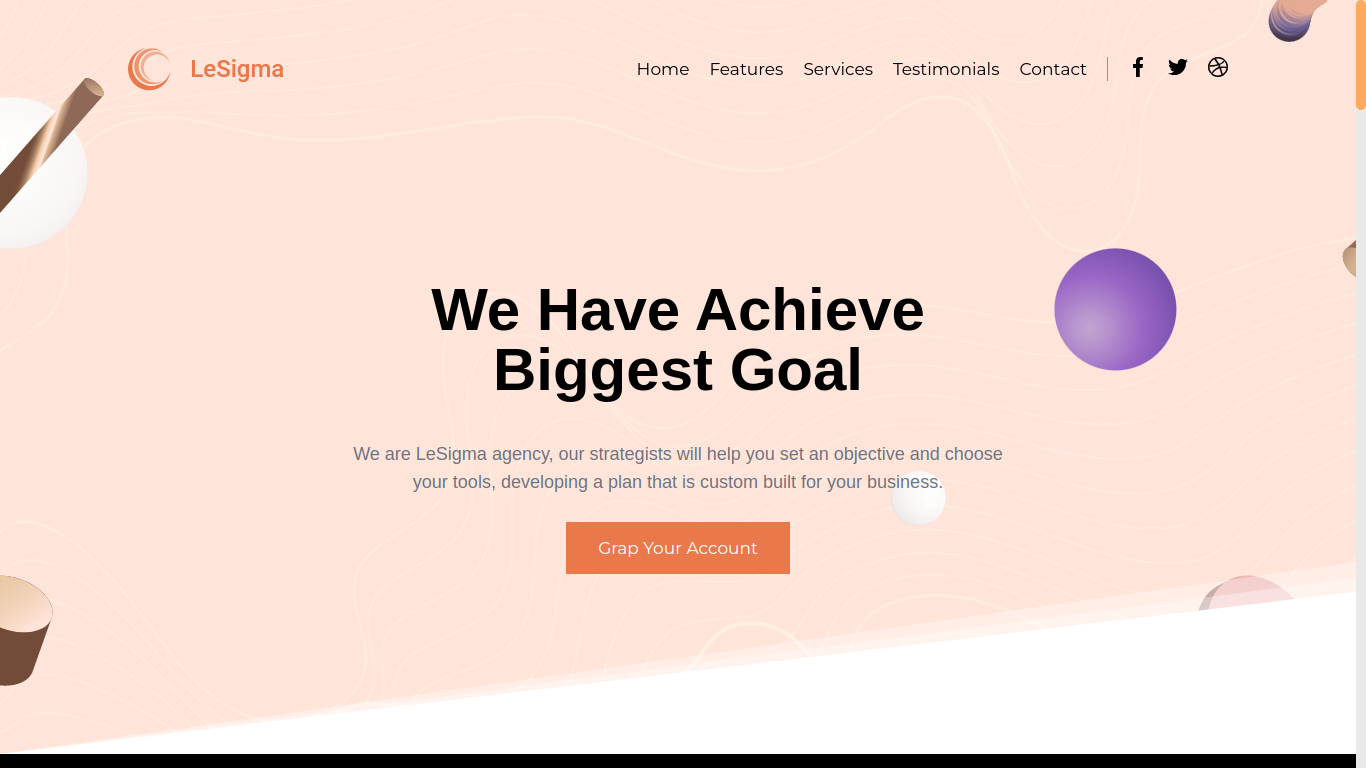 LeSigma
Home Features Services Testimonials Contact
We Have Achieve
Biggest Goal
We are LeSigma agency, our strategists will help you set an objective and choose
your tools, developing a plan that is custom built for your business.
Grap Your Account